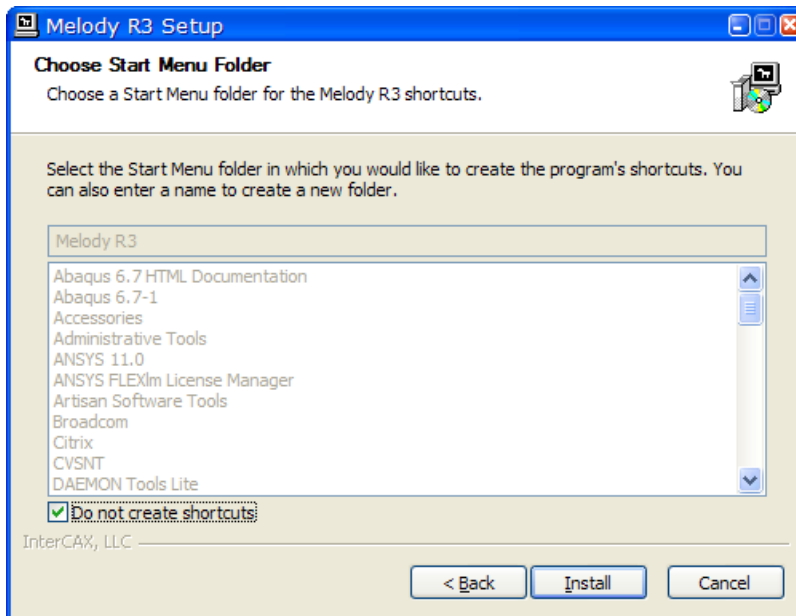 Melody R3 Setup
Choose Start Menu Folder
Choose a Start Menu folder for the Melody R3 shortcuts.
Select the Start Menu folder in which you would like to create the program's shortcuts. You
can also enter a name to create a new folder.
Melody R3
Abaqus 6.7 HTML Documentation
Abaqus 6.7-1
Accessories
Administrative Tools
ANSYS 11.0
ANSYS FLEXlm License Manager
Artisan Software Tools
Broadcom
Citrix
CVSNT
DAEMON Tools Lite
Do not create shortcuts
InterCAX, LLC
< Back Install Cancel